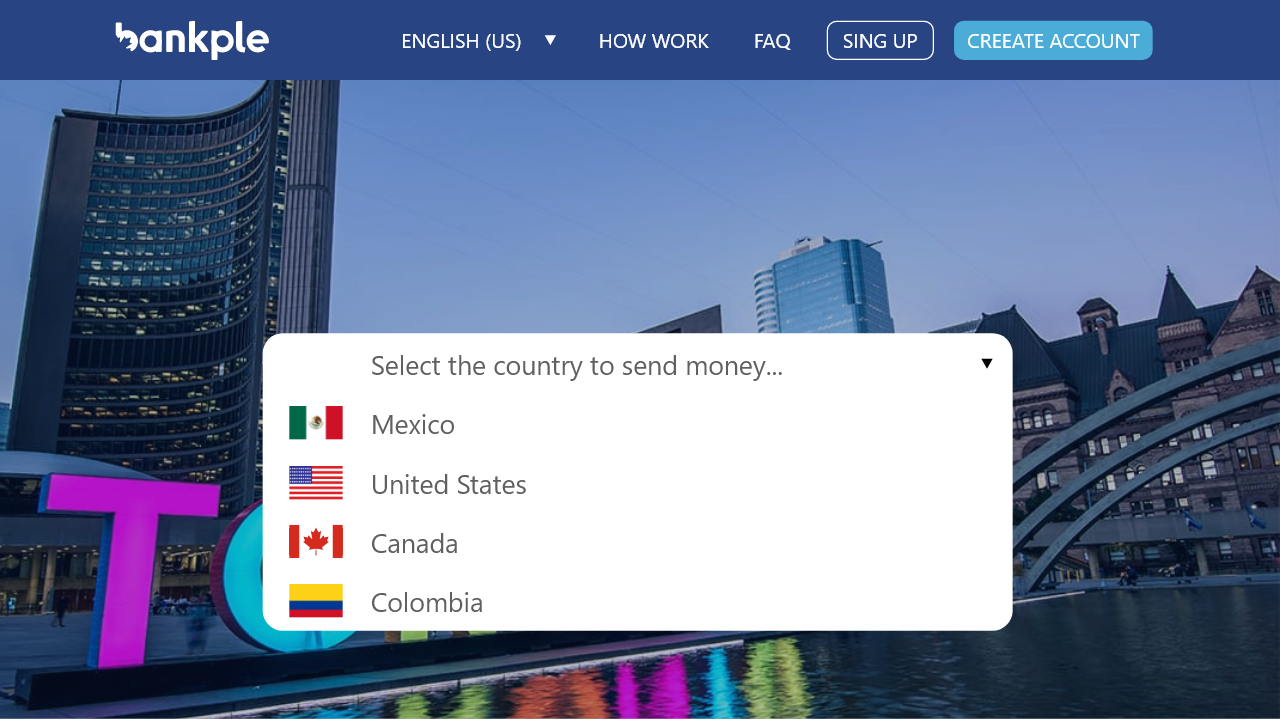 bankple
ENGLISH (US) ▼
HOW WORK
FAQ
SING UP
CREEATE ACCOUNT
Select the country to send money...
Mexico
United States
Canada
Colombia
T